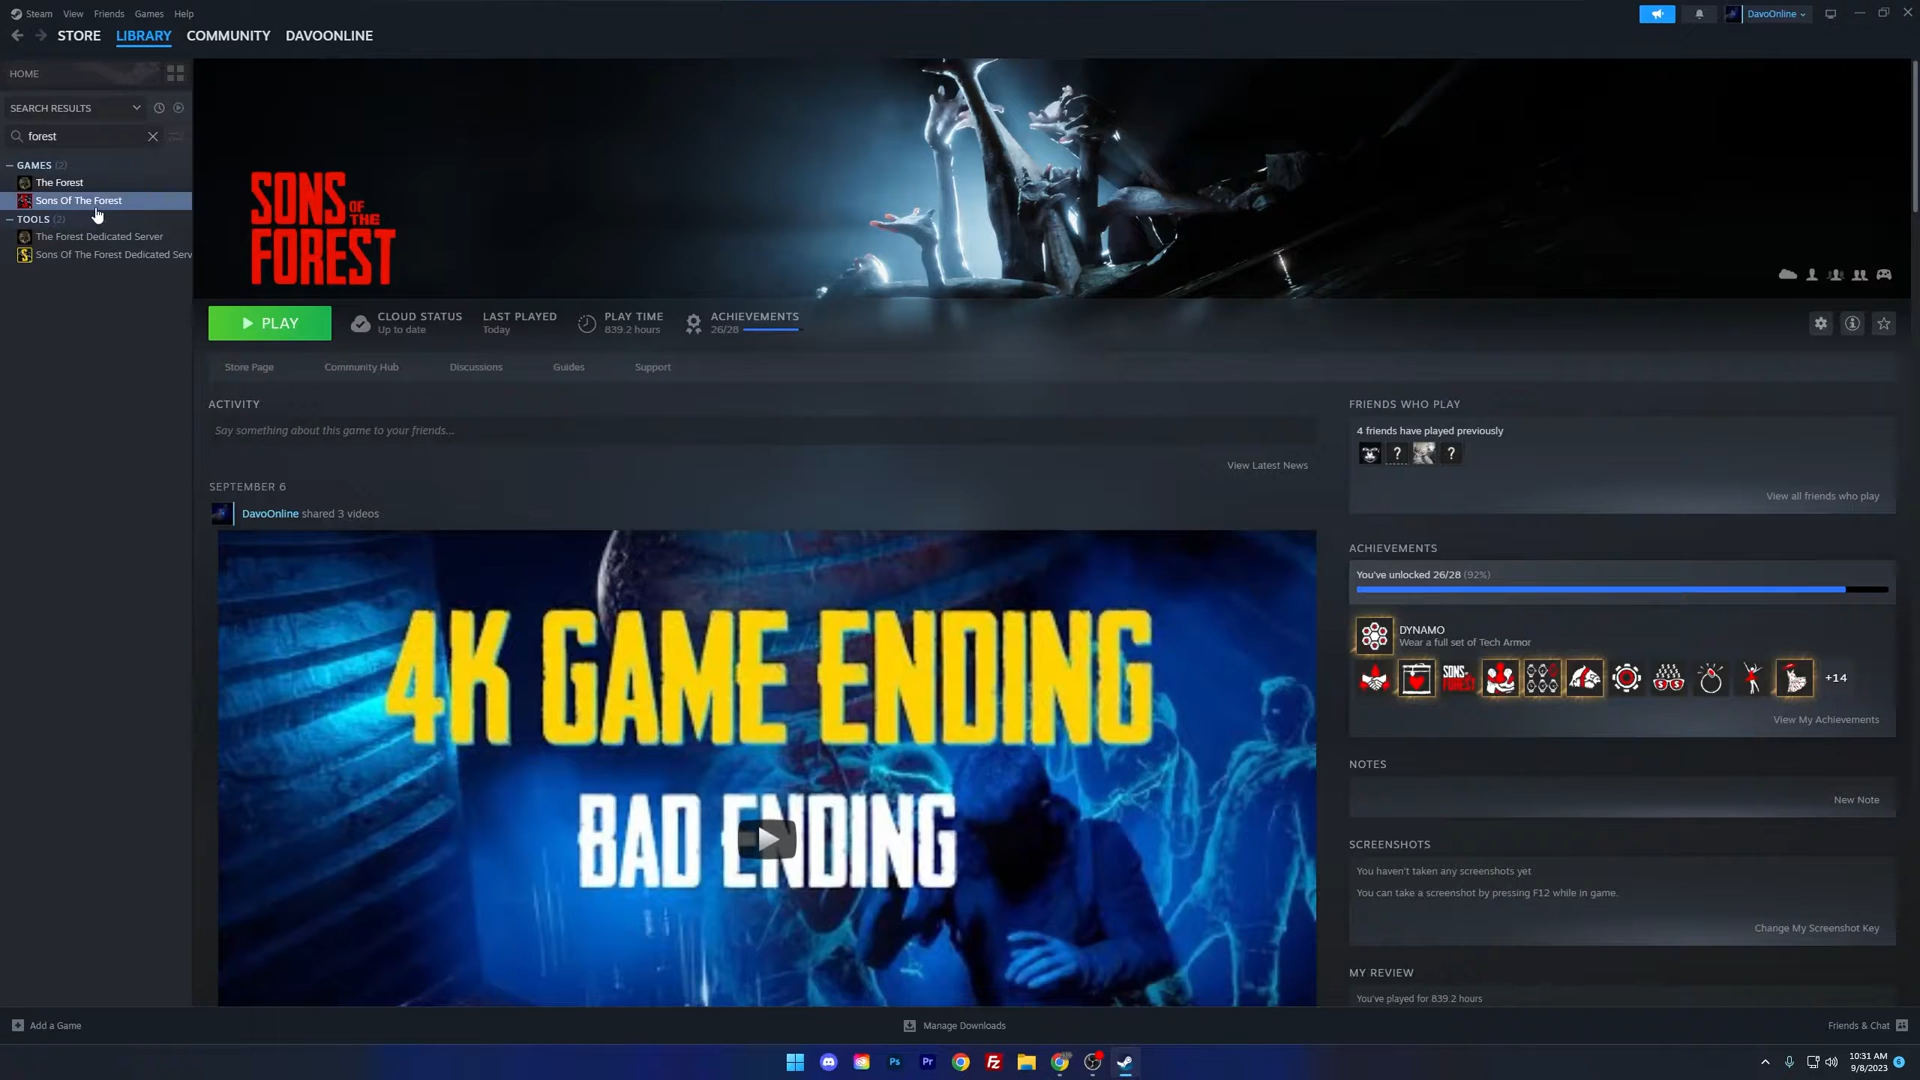 Steam View Friends Games Help
DavoOnline
STORE LIBRARY COMMUNITY DAVOONLINE
HOME
SEARCH RESULTS
forest
GAMES (2)
The Forest
Sons Of The Forest
TOOLS (2)
The Forest Dedicated Server
Sons Of The Forest Dedicated Serv
SONS
OF THE
FOREST
PLAY
CLOUD STATUS
Up to date
LAST PLAYED
Today
PLAY TIME
839.2 hours
ACHIEVEMENTS
26/28
Store Page Community Hub Discussions Guides Support
ACTIVITY
Say something about this game to your friends...
View Latest News
SEPTEMBER 6
DavoOnline shared 3 videos
4K GAME ENDING
BAD ENDING
FRIENDS WHO PLAY
4 friends have played previously
? ?
View all friends who play
ACHIEVEMENTS
You've unlocked 26/28 (92%)
DYNAMO
Wear a full set of Tech Armor
SONS
FOREST
+14
View My Achievements
NOTES
New Note
SCREENSHOTS
You haven't taken any screenshots yet
You can take a screenshot by pressing F12 while in game.
Change My Screenshot Key
MY REVIEW
You've played for 839.2 hours
Add a Game
Manage Downloads
Friends & Chat
Ps Pr Fz
10:31 AM
9/8/2023
6